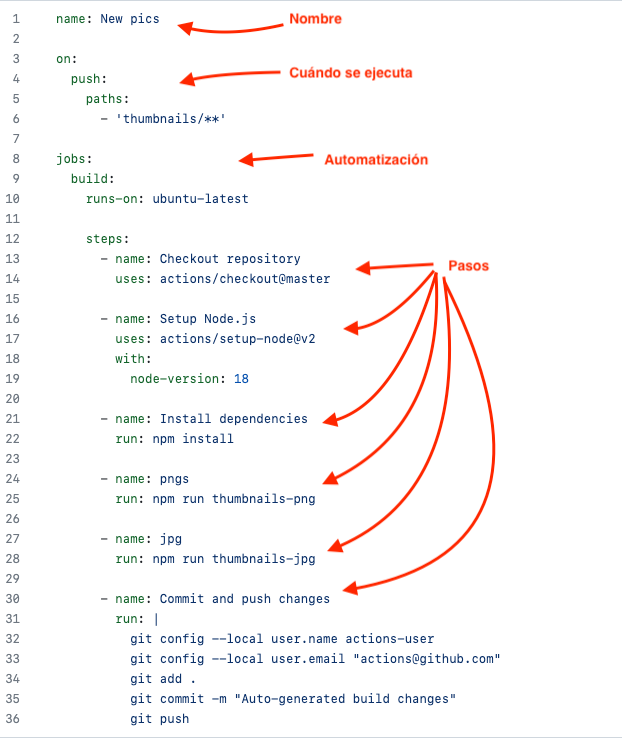 1 name: New pics Nombre
2
3 on:
4 push: Cuándo se ejecuta
5 paths:
6 - 'thumbnails/**'
7
8 jobs: Automatización
9 build:
10 runs-on: ubuntu-latest
11
12 steps:
13 - name: Checkout repository Pasos
14 uses: actions/checkout@master
15
16 - name: Setup Node.js
17 uses: actions/setup-node@v2
18 with:
19 node-version: 18
20
21 - name: Install dependencies
22 run: npm install
23
24 - name: pngs
25 run: npm run thumbnails-png
26
27 - name: jpg
28 run: npm run thumbnails-jpg
29
30 - name: Commit and push changes
31 run: |
32 git config --local user.name actions-user
33 git config --local user.email "actions@github.com"
34 git add .
35 git commit -m "Auto-generated build changes"
36 git push